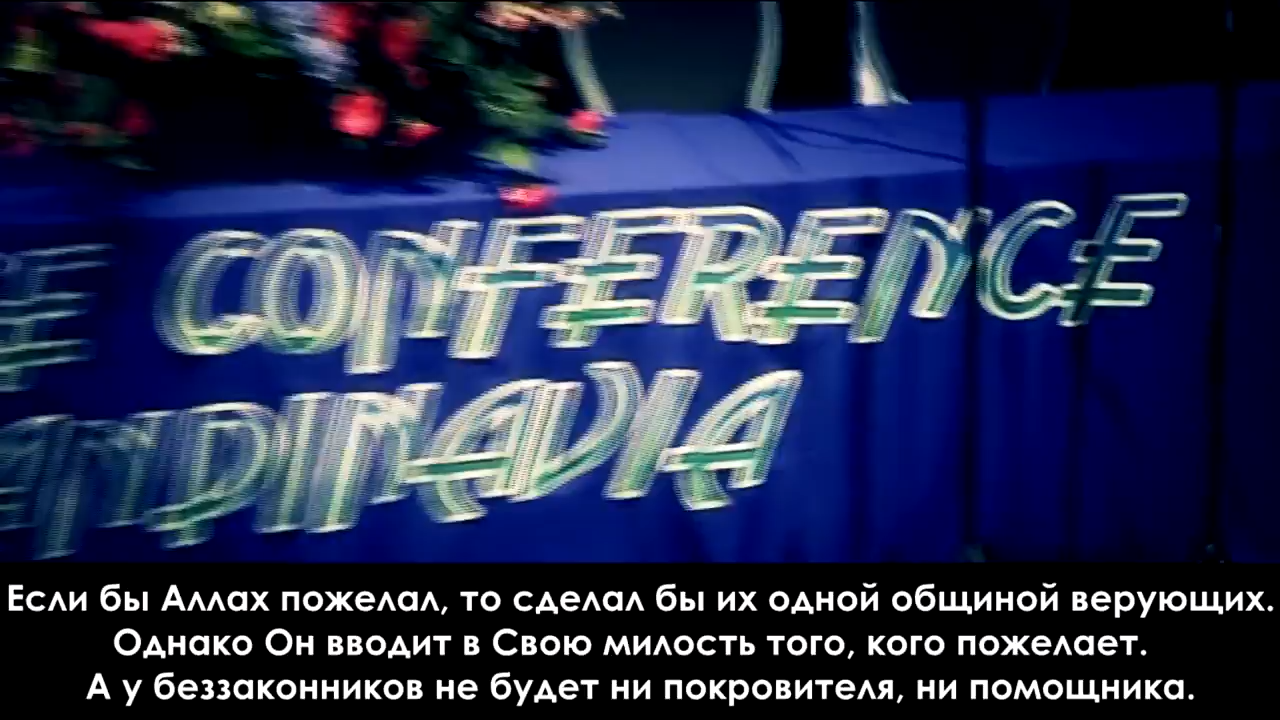 CONFERENCE
Если бы Аллах пожелал, то сделал бы их одной общиной верующих.
Однако Он вводит в Свою милость того, кого пожелает.
А у беззаконников не будет ни покровителя, ни помощника.